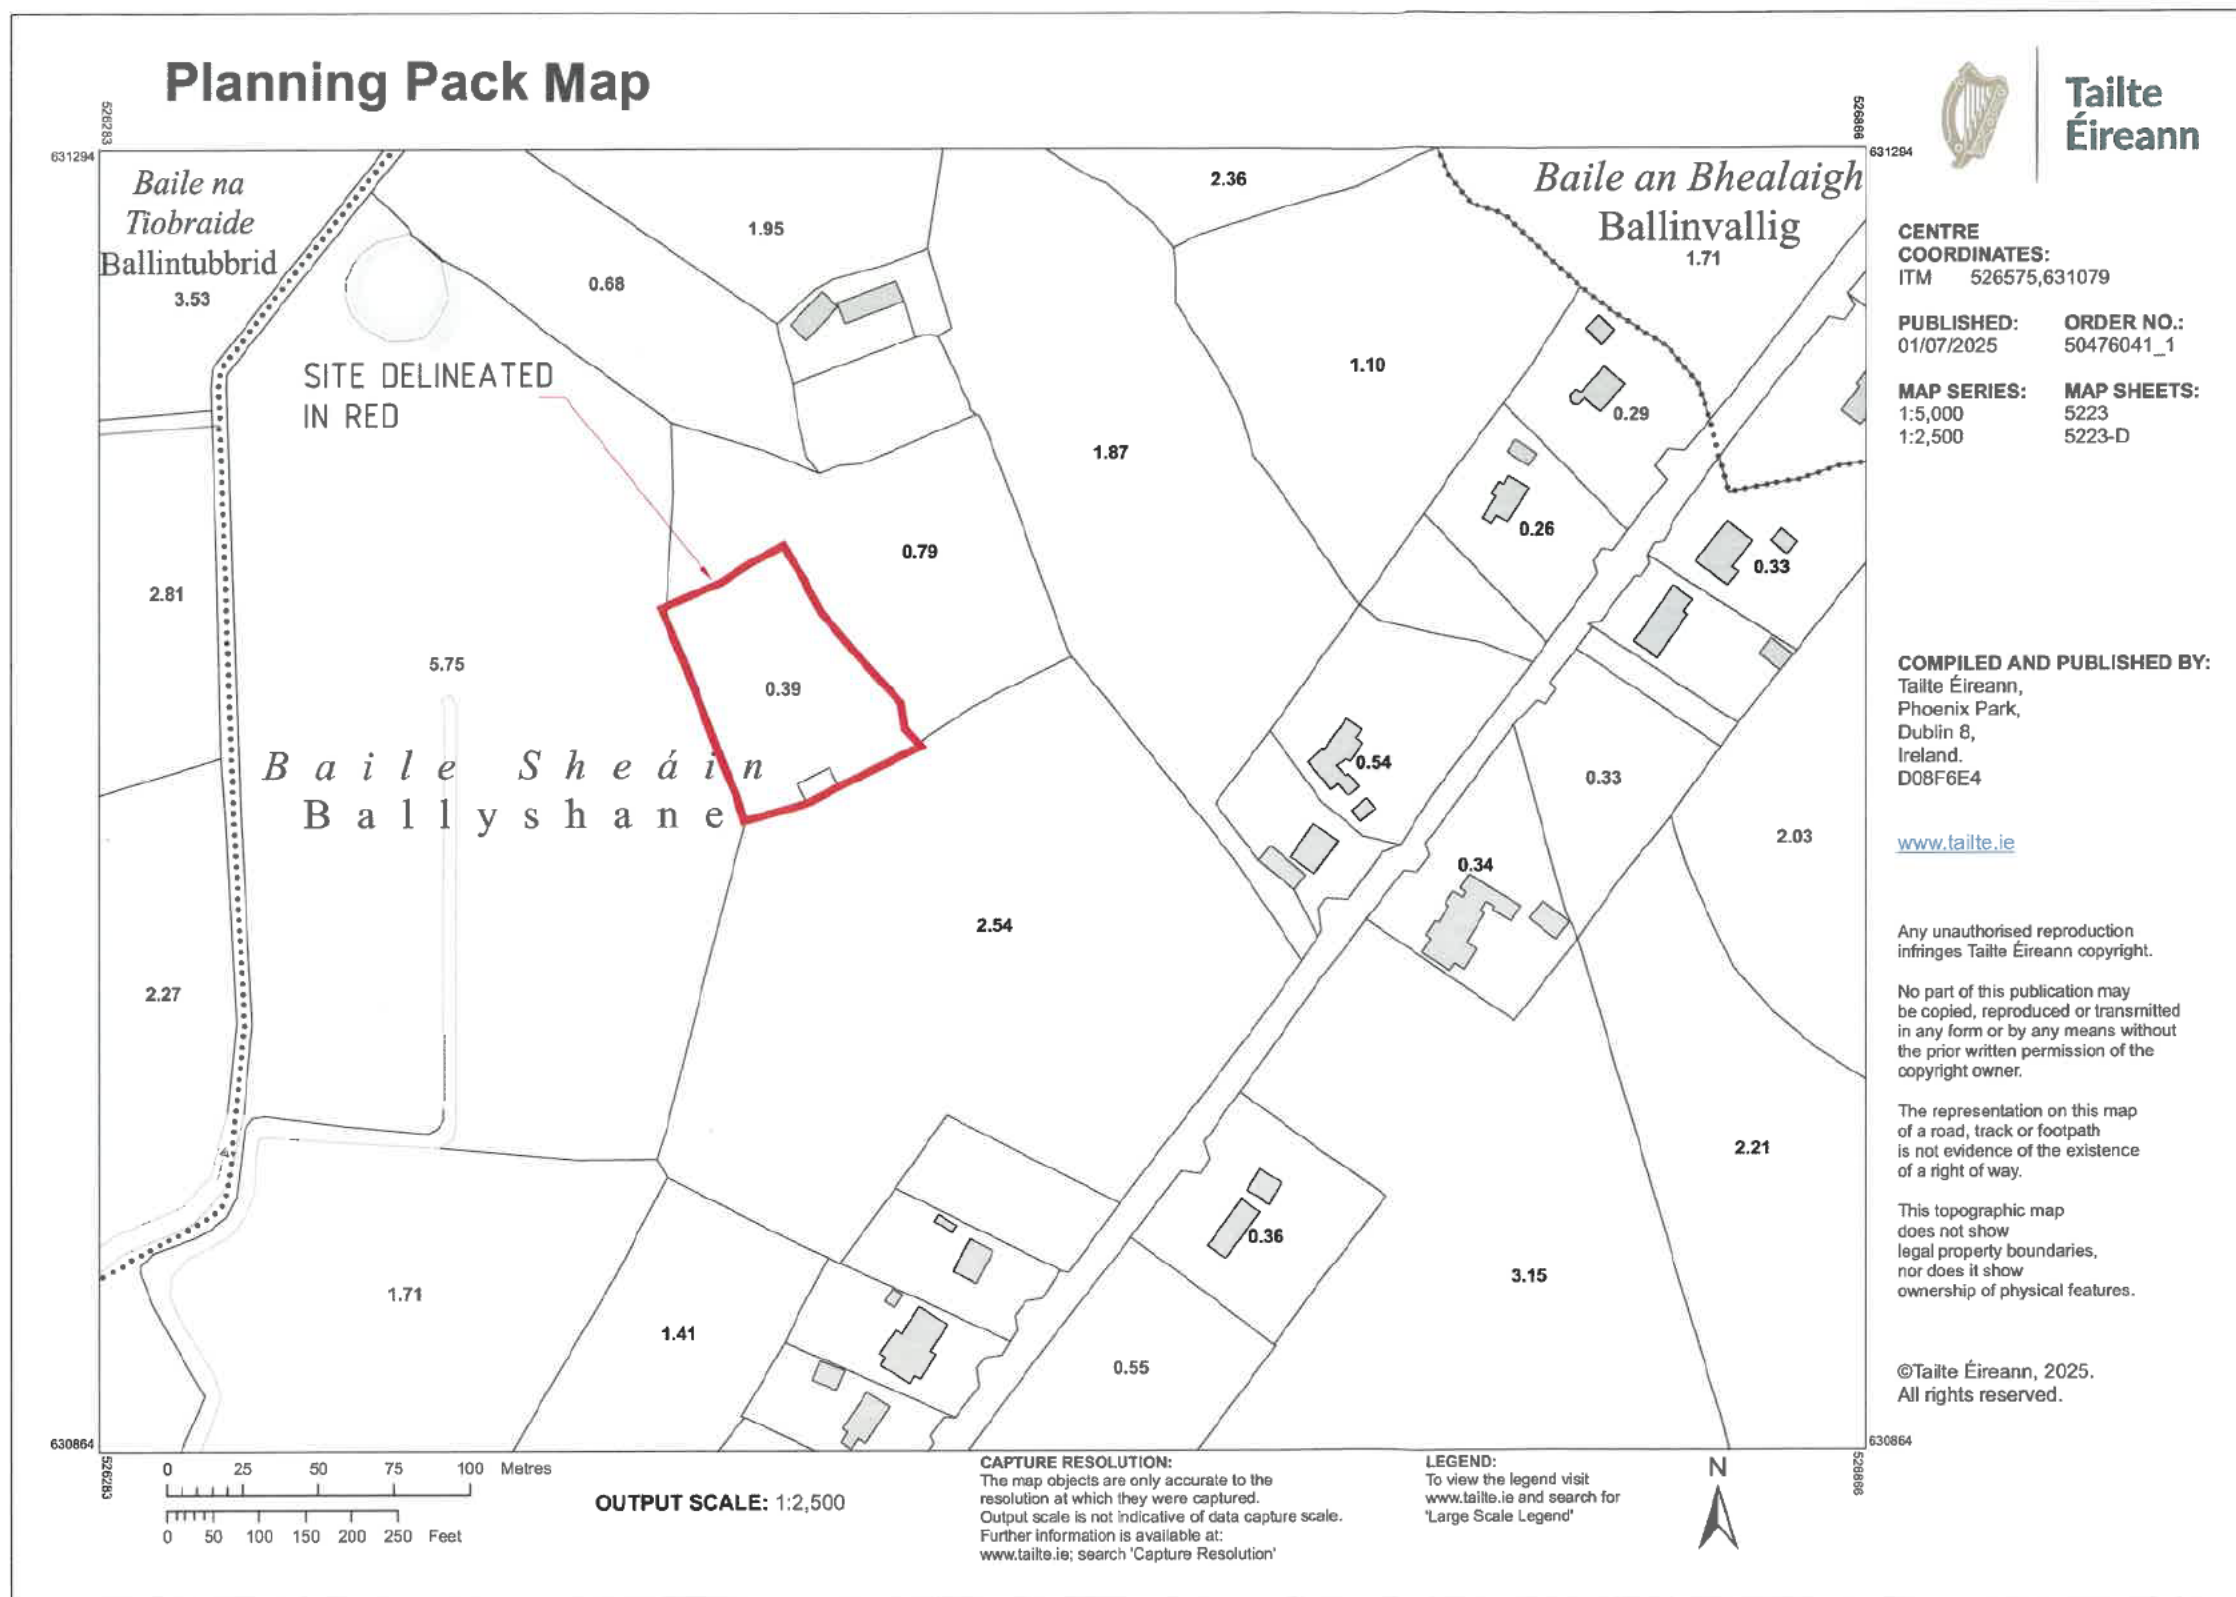 Planning Pack Map
Tailte
Éireann
526283
526866
631294
631294
Baile na
Tiobraide
Ballintubbrid
3.53
1.95
0.68
2.36
Baile an Bhealaigh
Ballinvallig
1.71
SITE DELINEATED
IN RED
1.10
0.29
1.87
0.26
0.79
0.33
2.81
5.75
0.39
Baile Sheáin
Ballyshane
0.54
0.33
2.03
0.34
2.54
2.27
2.21
0.36
3.15
1.71
1.41
0.55
630864
630864
526283
526866
CENTRE
COORDINATES:
ITM 526575,631079
PUBLISHED: ORDER NO.:
01/07/2025 50476041_1
MAP SERIES: MAP SHEETS:
1:5,000 5223
1:2,500 5223-D
COMPILED AND PUBLISHED BY:
Tailte Éireann,
Phoenix Park,
Dublin 8,
Ireland.
D08F6E4
www.tailte.ie
Any unauthorised reproduction
infringes Tailte Éireann copyright.
No part of this publication may
be copied, reproduced or transmitted
in any form or by any means without
the prior written permission of the
copyright owner.
The representation on this map
of a road, track or footpath
is not evidence of the existence
of a right of way.
This topographic map
does not show
legal property boundaries,
nor does it show
ownership of physical features.
©Tailte Éireann, 2025.
All rights reserved.
0 25 50 75 100 Metres
0 50 100 150 200 250 Feet
OUTPUT SCALE: 1:2,500
CAPTURE RESOLUTION:
The map objects are only accurate to the
resolution at which they were captured.
Output scale is not indicative of data capture scale.
Further information is available at:
www.tailte.ie; search 'Capture Resolution'
LEGEND:
To view the legend visit
www.tailte.ie and search for
'Large Scale Legend'
N